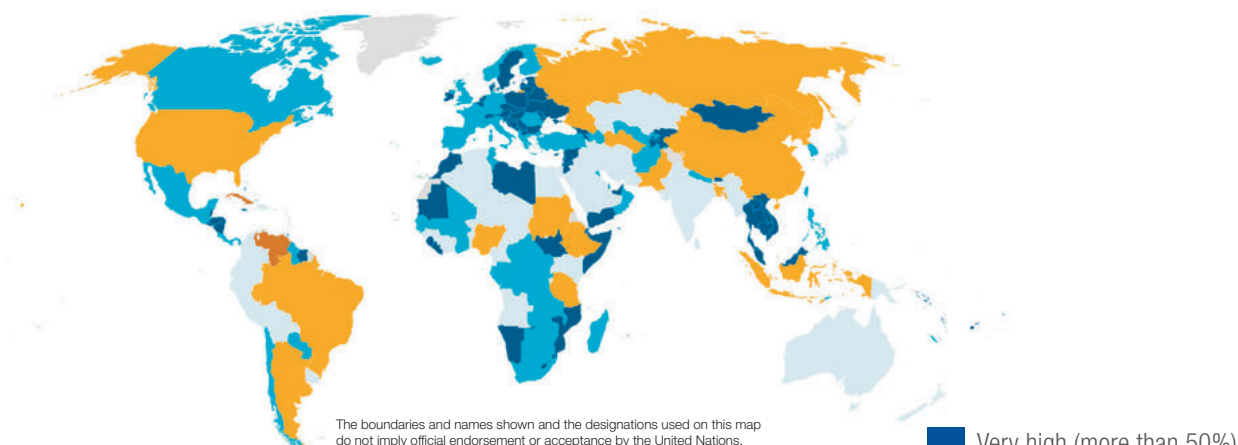 The boundaries and names shown and the designations used on this map
do not imply official endorsement or acceptance by the United Nations.
Very high (more than 50%)